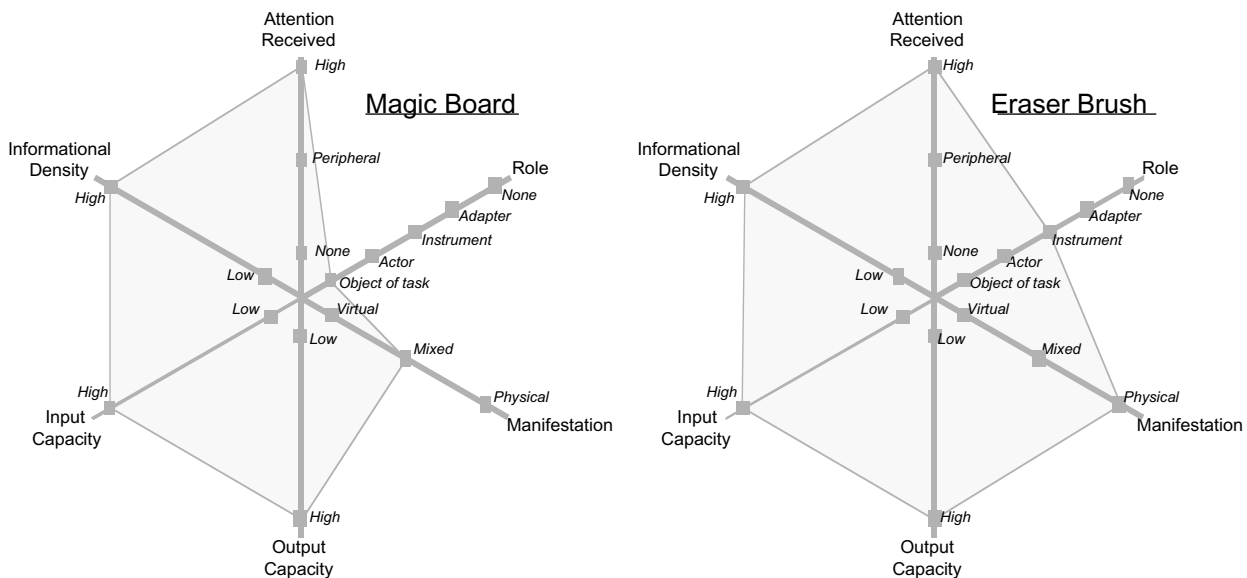 Attention
Received
High
Magic Board
Peripheral
Informational
Density
High
Role
None
Adapter
Instrument
None
Actor
Low
Object of task
Low
Virtual
Low
Mixed
High
Physical
Input
Capacity
Manifestation
High
Output
Capacity
Attention
Received
High
Eraser Brush
Peripheral
Informational
Density
High
Role
None
Adapter
Instrument
None
Actor
Low
Object of task
Low
Virtual
Low
Mixed
High
Physical
Input
Capacity
Manifestation
High
Output
Capacity